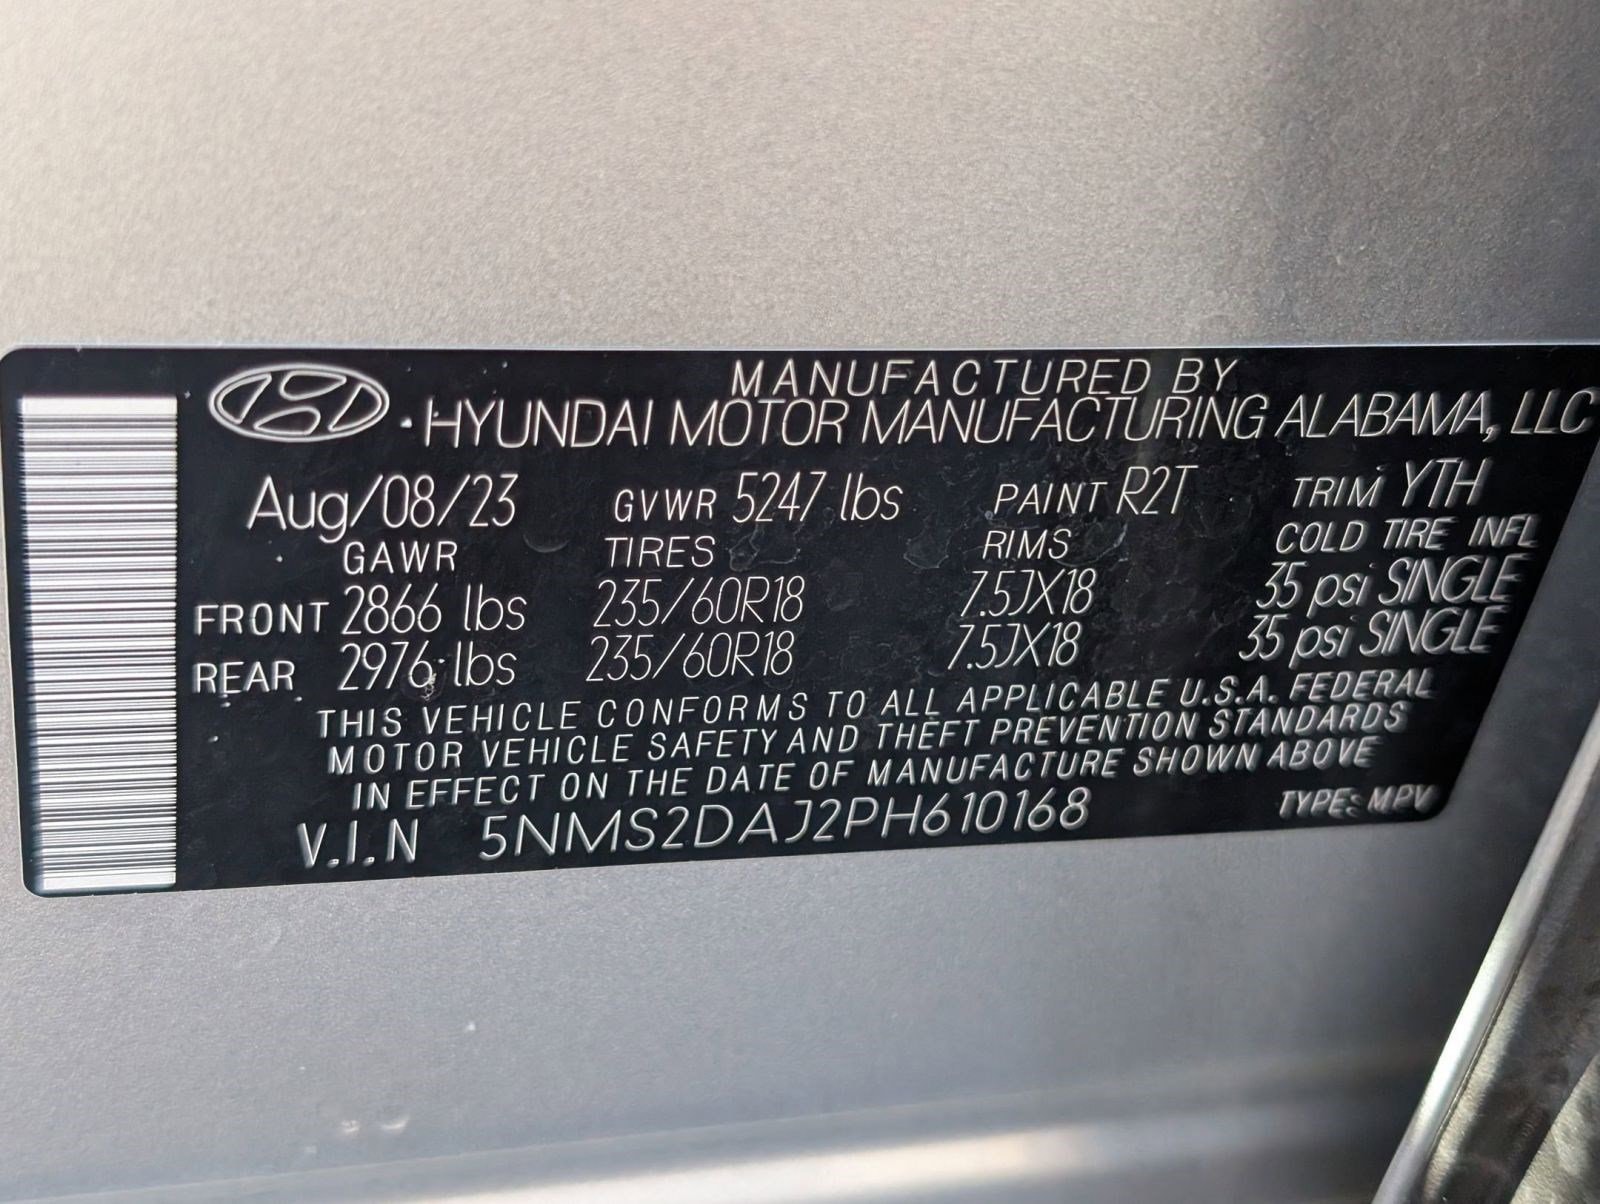 MANUFACTURED BY
HYUNDAI MOTOR MANUFACTURING ALABAMA, LLC
Aug/08/23 GVWR 5247 lbs PAINT R2T TRIM YTH
GAWR TIRES RIMS COLD TIRE INFL
FRONT 2866 lbs 235/60R18 7.5JX18 35 psi SINGLE
REAR 2976 lbs 235/60R18 7.5JX18 35 psi SINGLE
THIS VEHICLE CONFORMS TO ALL APPLICABLE U.S.A. FEDERAL
MOTOR VEHICLE SAFETY AND THEFT PREVENTION STANDARDS
IN EFFECT ON THE DATE OF MANUFACTURE SHOWN ABOVE
V.I.N 5NMS2DAJ2PH610168 TYPE: MPV